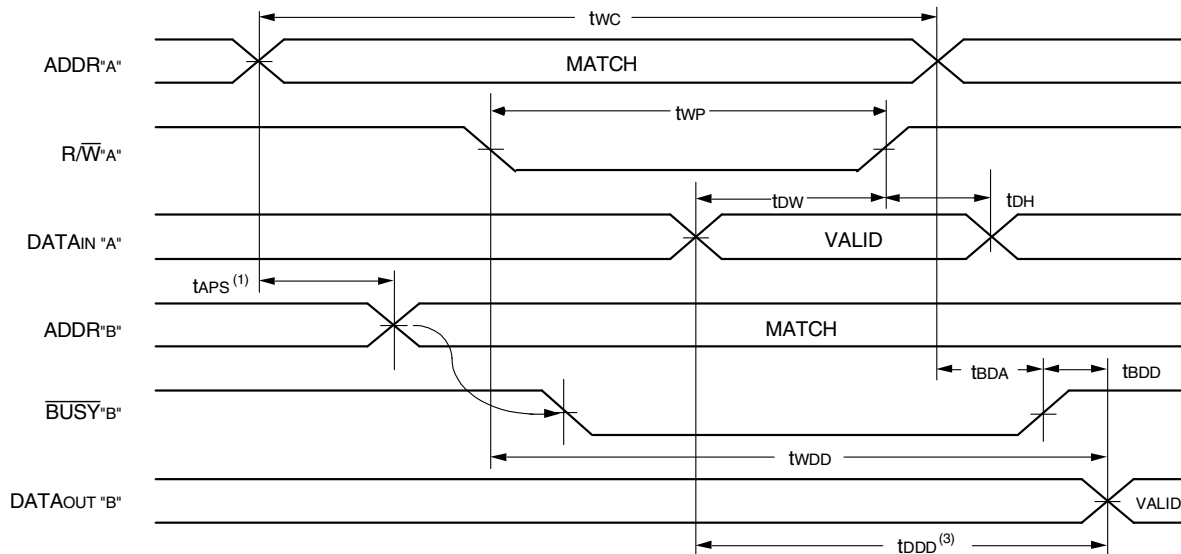 tWC
ADDR"A" MATCH
tWP
R/W̅"A"
tDW tDH
DATAIN "A" VALID
tAPS (1)
ADDR"B" MATCH
tBDA tBDD
B̅U̅S̅Y̅"B"
tWDD
DATAOUT "B" VALID
tDDD (3)